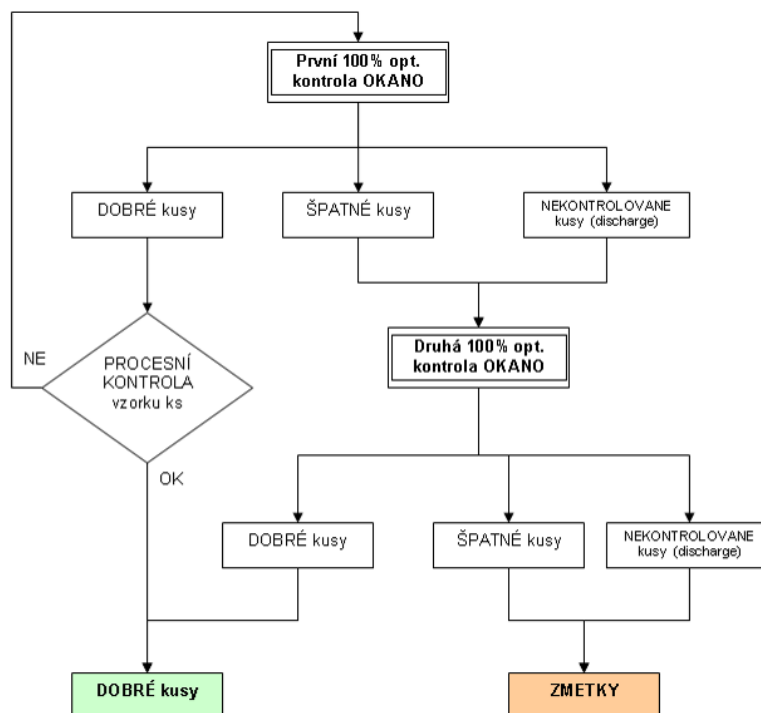 První 100% opt.
kontrola OKANO
DOBRÉ kusy
ŠPATNÉ kusy
NEKONTROLOVANE
kusy (discharge)
NE
PROCESNÍ
KONTROLA
vzorku ks
OK
Druhá 100% opt.
kontrola OKANO
DOBRÉ kusy
ŠPATNÉ kusy
NEKONTROLOVANE
kusy (discharge)
DOBRÉ kusy
ZMETKY